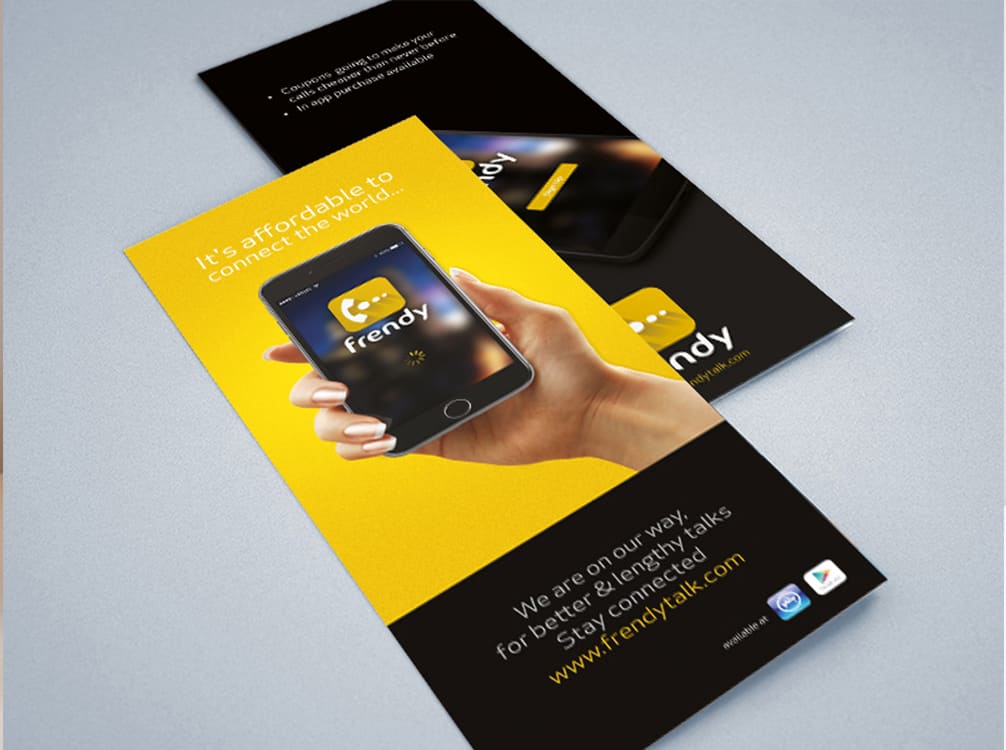 • Coupons going to make your
calls cheaper than never before
• In app purchase available
ndy
Sign Up
ndy
ndytalk.com
It's affordable to
connect the world...
frendy
We are on our way,
for better & lengthy talks
Stay connected
www.frendytalk.com
available at